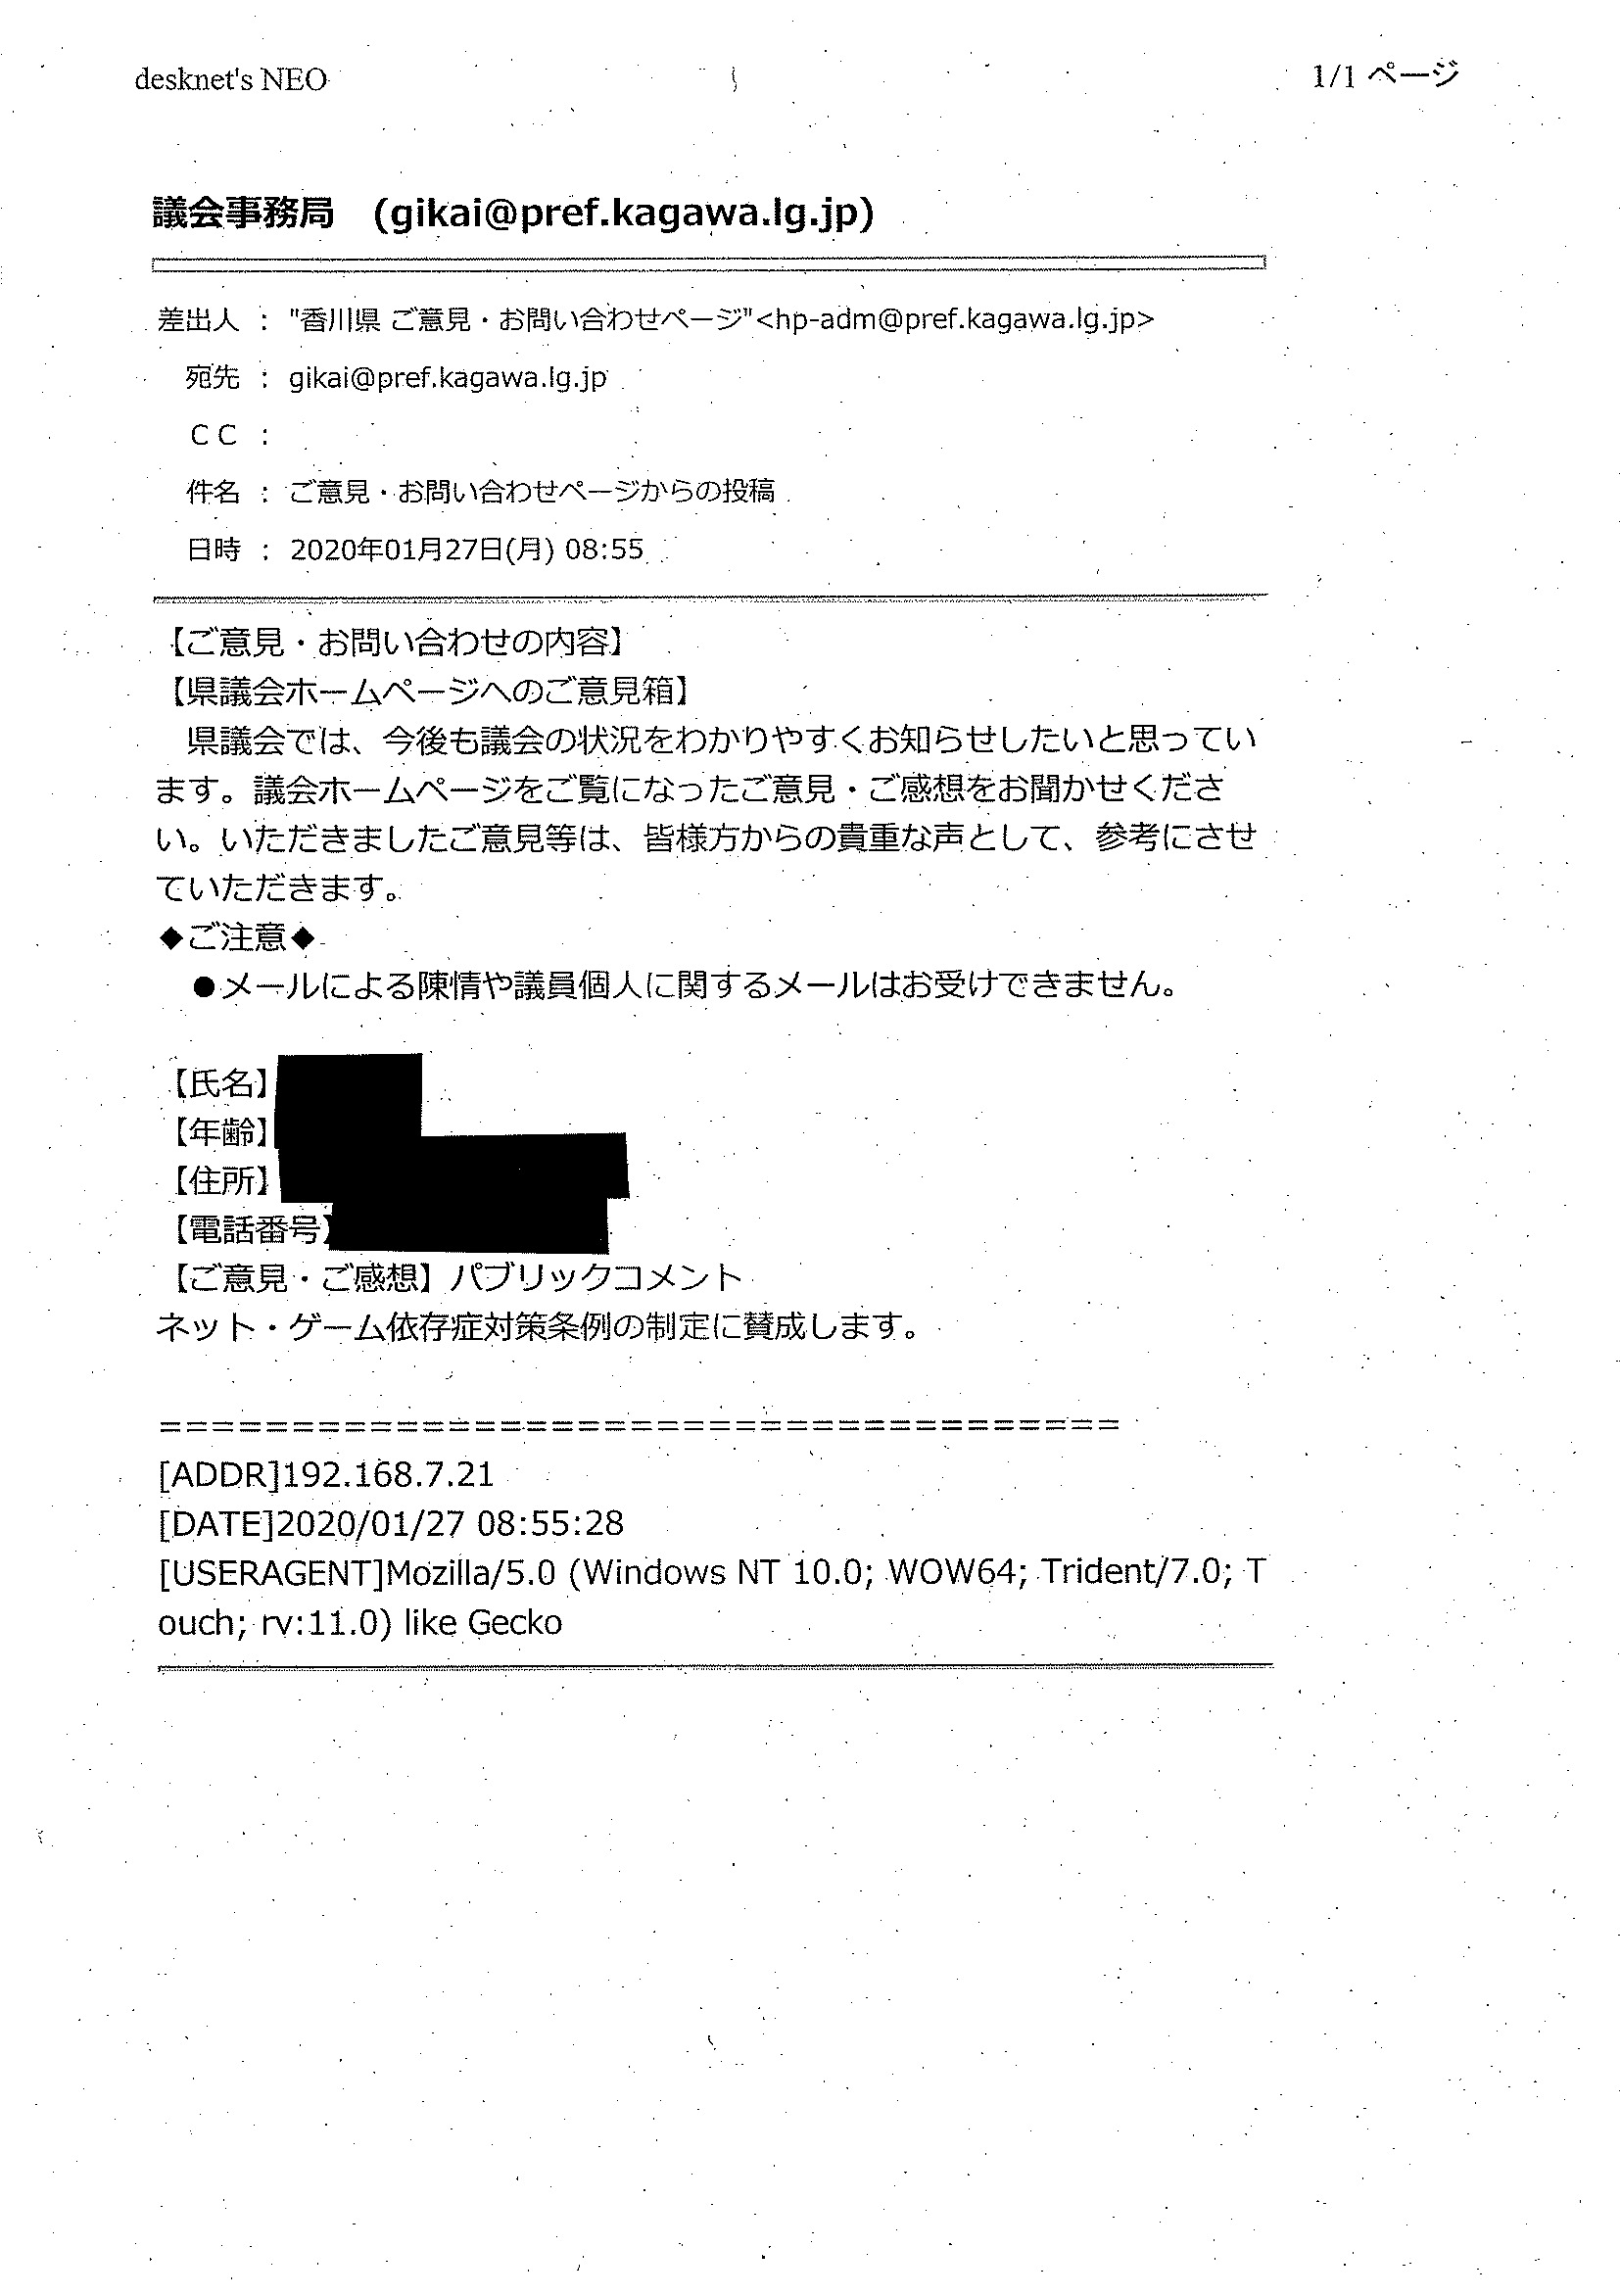 desknet's NEO
1/1 ページ
議会事務局　(gikai@pref.kagawa.lg.jp)
差出人 ： "香川県 ご意見・お問い合わせページ"<hp-adm@pref.kagawa.lg.jp>
宛先 ： gikai@pref.kagawa.lg.jp
ＣＣ ：
件名 ： ご意見・お問い合わせページからの投稿
日時 ： 2020年01月27日(月) 08:55
【ご意見・お問い合わせの内容】
【県議会ホームページへのご意見箱】
　県議会では、今後も議会の状況をわかりやすくお知らせしたいと思ってい
ます。議会ホームページをご覧になったご意見・ご感想をお聞かせくださ
い。いただきましたご意見等は、皆様方からの貴重な声として、参考にさせ
ていただきます。
◆ご注意◆
　●メールによる陳情や議員個人に関するメールはお受けできません。
【氏名】
【年齢】
【住所】
【電話番号】
【ご意見・ご感想】パブリックコメント
ネット・ゲーム依存症対策条例の制定に賛成します。
=====================================
[ADDR]192.168.7.21
[DATE]2020/01/27 08:55:28
[USERAGENT]Mozilla/5.0 (Windows NT 10.0; WOW64; Trident/7.0; T
ouch; rv:11.0) like Gecko